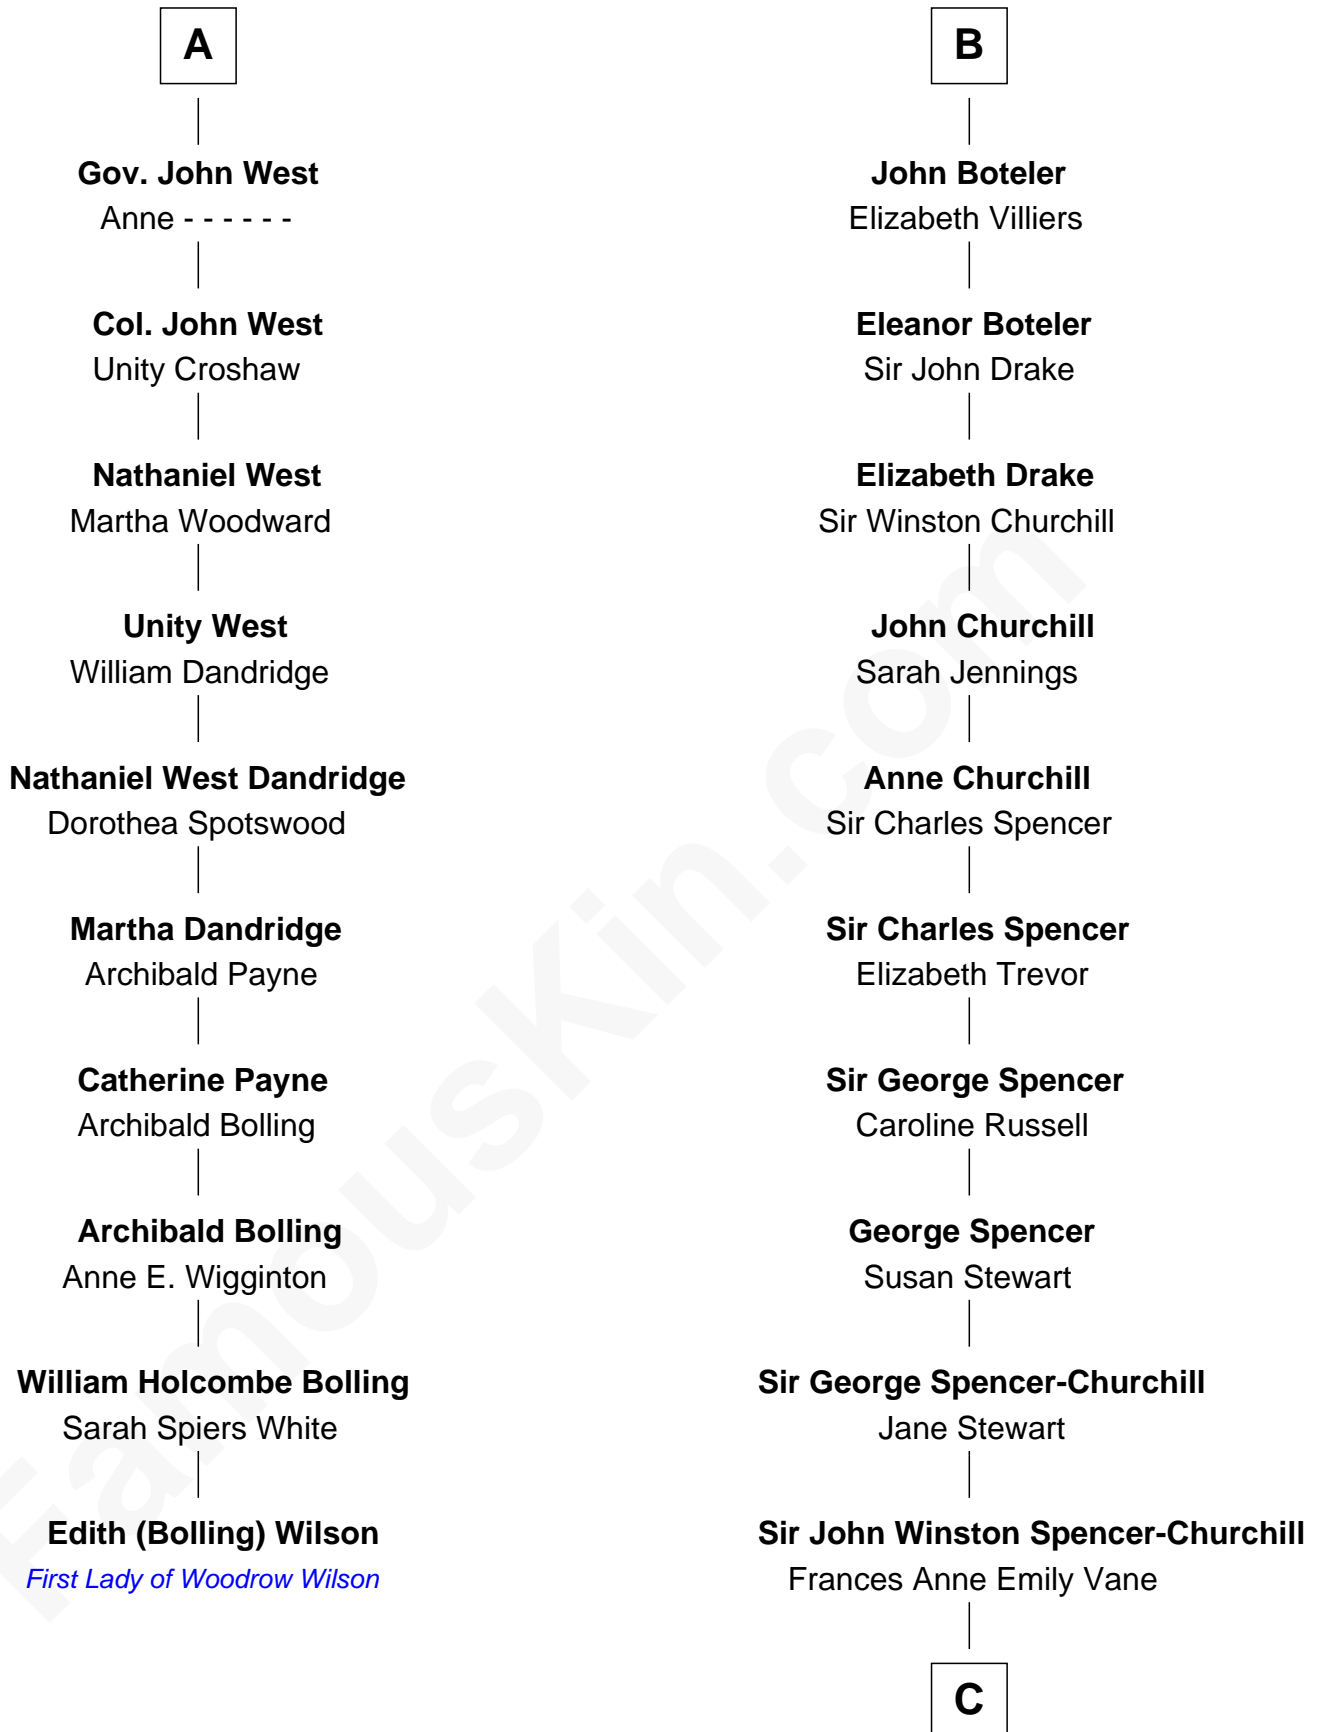 A
Gov. John West
Anne - - - - - -
Col. John West
Unity Croshaw
Nathaniel West
Martha Woodward
Unity West
William Dandridge
Nathaniel West Dandridge
Dorothea Spotswood
Martha Dandridge
Archibald Payne
Catherine Payne
Archibald Bolling
Archibald Bolling
Anne E. Wigginton
William Holcombe Bolling
Sarah Spiers White
Edith (Bolling) Wilson
First Lady of Woodrow Wilson
B
John Boteler
Elizabeth Villiers
Eleanor Boteler
Sir John Drake
Elizabeth Drake
Sir Winston Churchill
John Churchill
Sarah Jennings
Anne Churchill
Sir Charles Spencer
Sir Charles Spencer
Elizabeth Trevor
Sir George Spencer
Caroline Russell
George Spencer
Susan Stewart
Sir George Spencer-Churchill
Jane Stewart
Sir John Winston Spencer-Churchill
Frances Anne Emily Vane
C
FamousKin.com